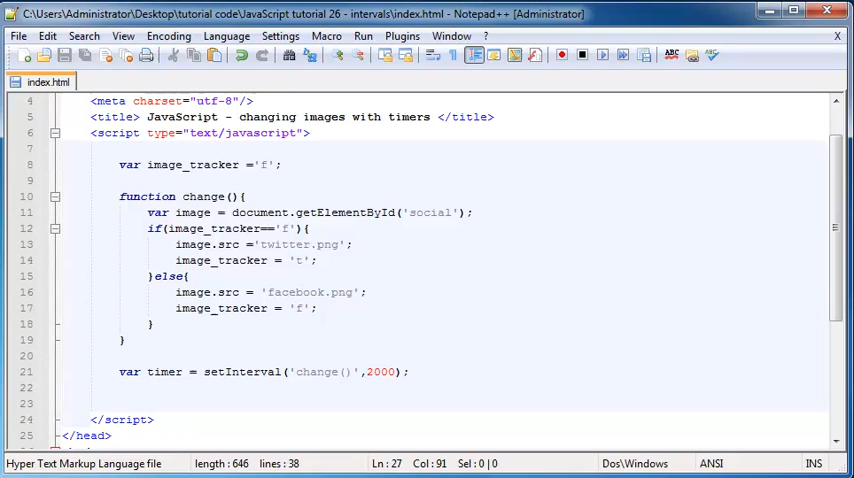 C:\Users\Administrator\Desktop\tutorial code\JavaScript tutorial 26 - intervals\index.html - Notepad++ [Administrator]
File Edit Search View Encoding Language Settings Macro Run Plugins Window ? X
index.html
4 <meta charset="utf-8"/>
5 <title> JavaScript - changing images with timers </title>
6 <script type="text/javascript">
7
8 var image_tracker ='f';
9
10 function change(){
11 var image = document.getElementById('social');
12 if(image_tracker=='f'){
13 image.src ='twitter.png';
14 image_tracker = 't';
15 }else{
16 image.src = 'facebook.png';
17 image_tracker = 'f';
18 }
19 }
20
21 var timer = setInterval('change()',2000);
22
23
24 </script>
25 </head>
Hyper Text Markup Language file length : 646 lines : 38 Ln : 27 Col : 91 Sel : 0 | 0 Dos\Windows ANSI INS